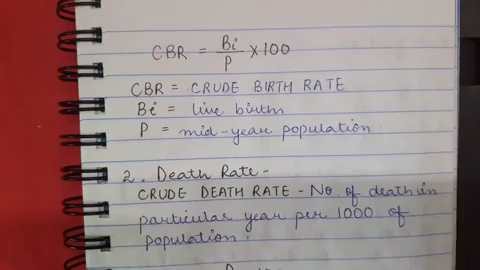 CBR = Bi/P ×100
CBR = CRUDE BIRTH RATE
Bi = live births
P = mid-year population.
2. Death Rate-
CRUDE DEATH RATE - No. of death in
particular year per 1000 of
population.